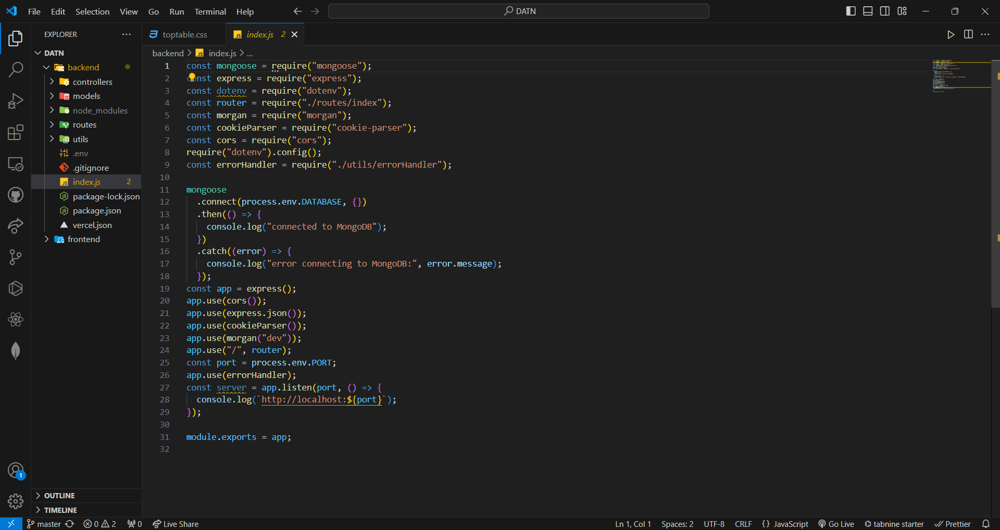 File Edit Selection View Go Run Terminal Help
DATN
EXPLORER
DATN
backend
controllers
models
node_modules
routes
utils
.env
.gitignore
index.js 2
package-lock.json
package.json
vercel.json
frontend
OUTLINE
TIMELINE
toptable.css
index.js 2
backend > index.js > ...
1 const mongoose = require("mongoose");
2 const express = require("express");
3 const dotenv = require("dotenv");
4 const router = require("./routes/index");
5 const morgan = require("morgan");
6 const cookieParser = require("cookie-parser");
7 const cors = require("cors");
8 require("dotenv").config();
9 const errorHandler = require("./utils/errorHandler");
10
11 mongoose
12 .connect(process.env.DATABASE, {})
13 .then(() => {
14 console.log("connected to MongoDB");
15 })
16 .catch((error) => {
17 console.log("error connecting to MongoDB:", error.message);
18 });
19 const app = express();
20 app.use(cors());
21 app.use(express.json());
22 app.use(cookieParser());
23 app.use(morgan("dev"));
24 app.use("/", router);
25 const port = process.env.PORT;
26 app.use(errorHandler);
27 const server = app.listen(port, () => {
28 console.log(`http://localhost:${port}`);
29 });
30
31 module.exports = app;
32
1
master 0 2 0 Live Share
Ln 1, Col 1 Spaces: 2 UTF-8 CRLF {} JavaScript Go Live tabnine starter Prettier